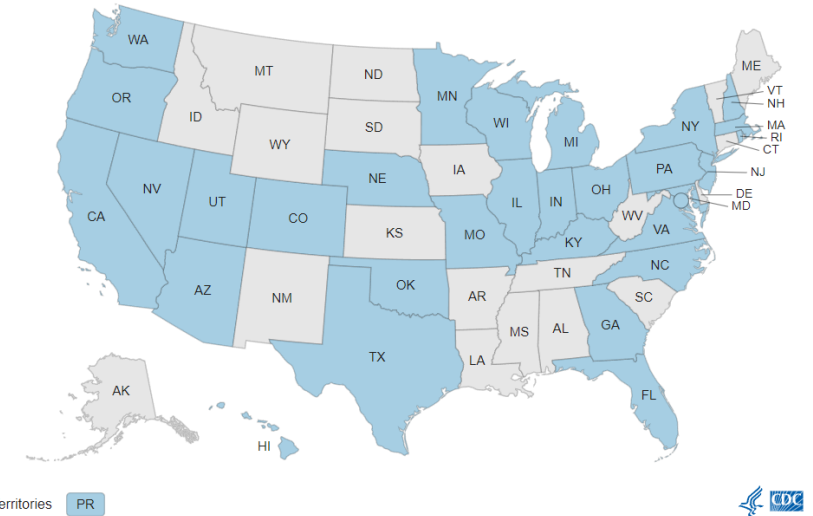 WA
MT
ND
MN
ME
VT
NH
OR
ID
SD
WI
MI
NY
MA
RI
CT
WY
IA
PA
NJ
NV
UT
NE
IL
IN
OH
DE
MD
CA
CO
KS
MO
KY
WV
VA
AZ
NM
OK
AR
TN
NC
SC
TX
LA
MS
AL
GA
FL
AK
HI
erritories PR
CDC